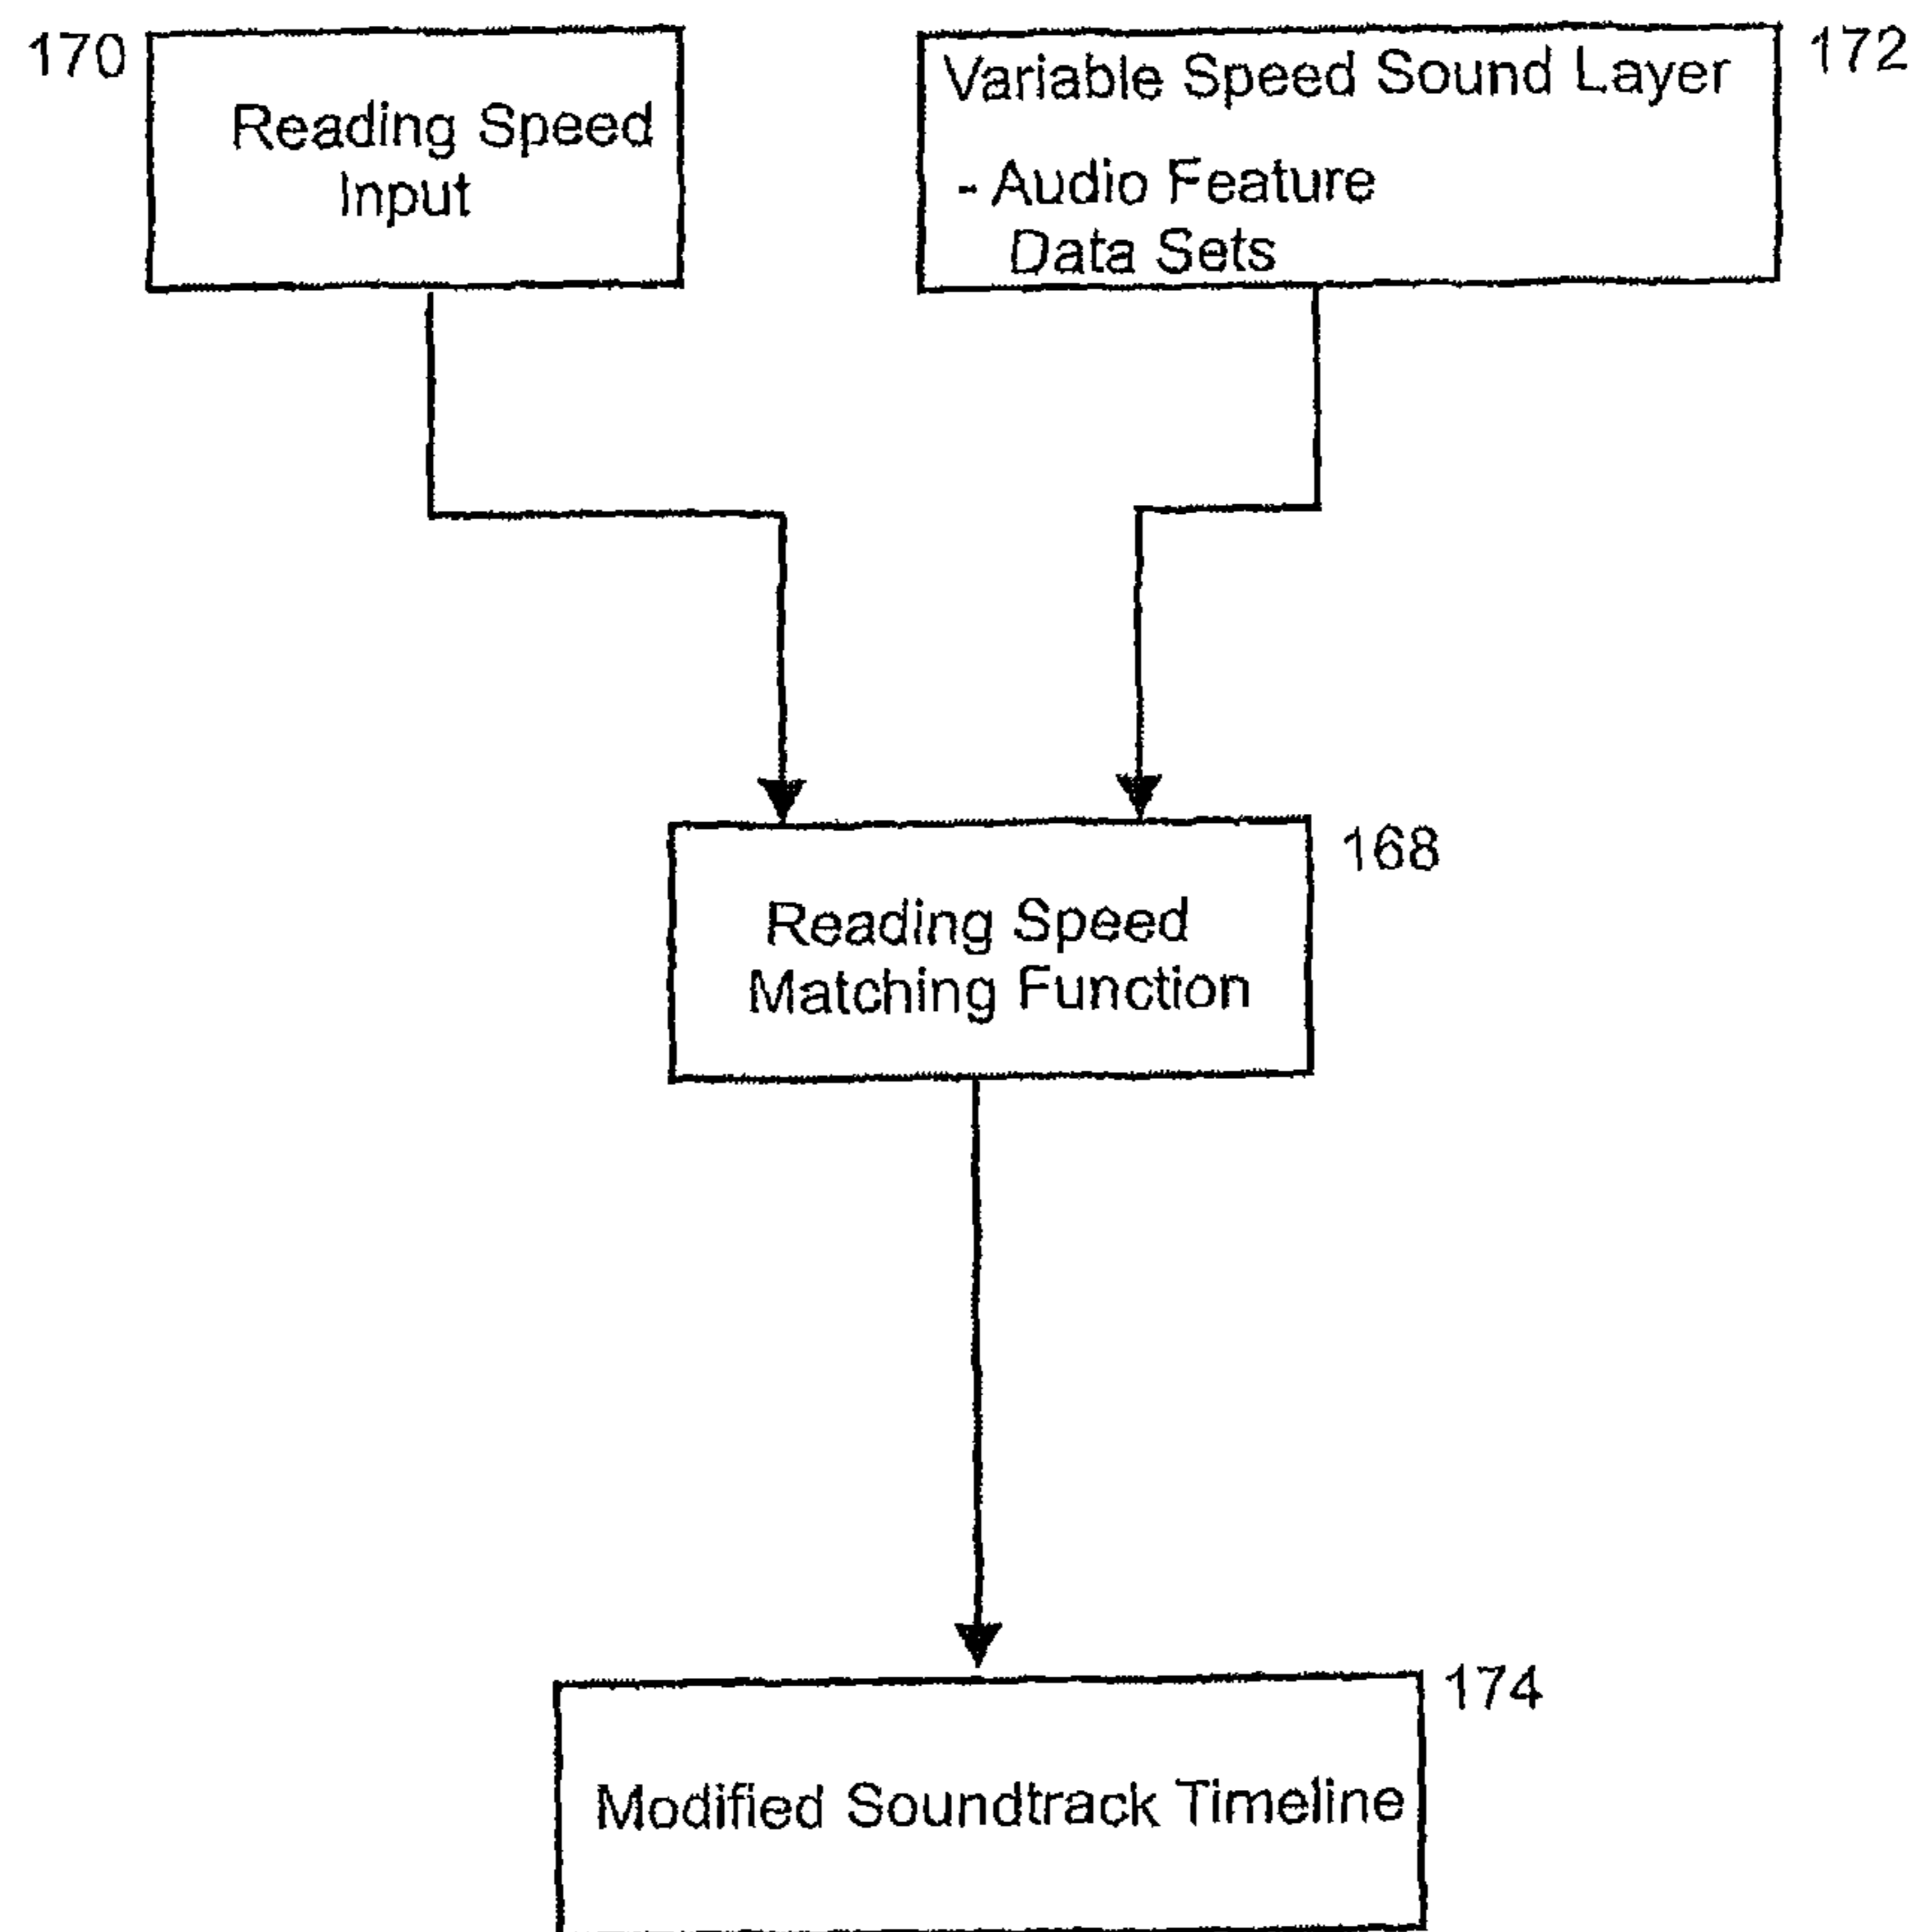 170
Reading Speed
Input
172
Variable Speed Sound Layer
- Audio Feature
Data Sets
168
Reading Speed
Matching Function
174
Modified Soundtrack Timeline